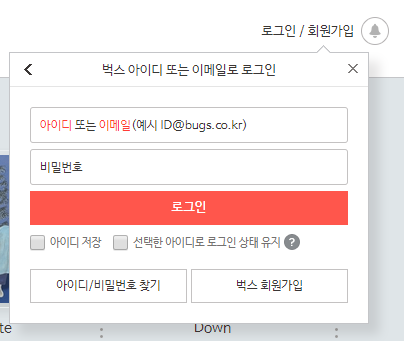 로그인 / 회원가입
벅스 아이디 또는 이메일로 로그인
아이디 또는 이메일(예시 ID@bugs.co.kr)
비밀번호
로그인
아이디 저장 선택한 아이디로 로그인 상태 유지 ?
아이디/비밀번호 찾기 벅스 회원가입
Down